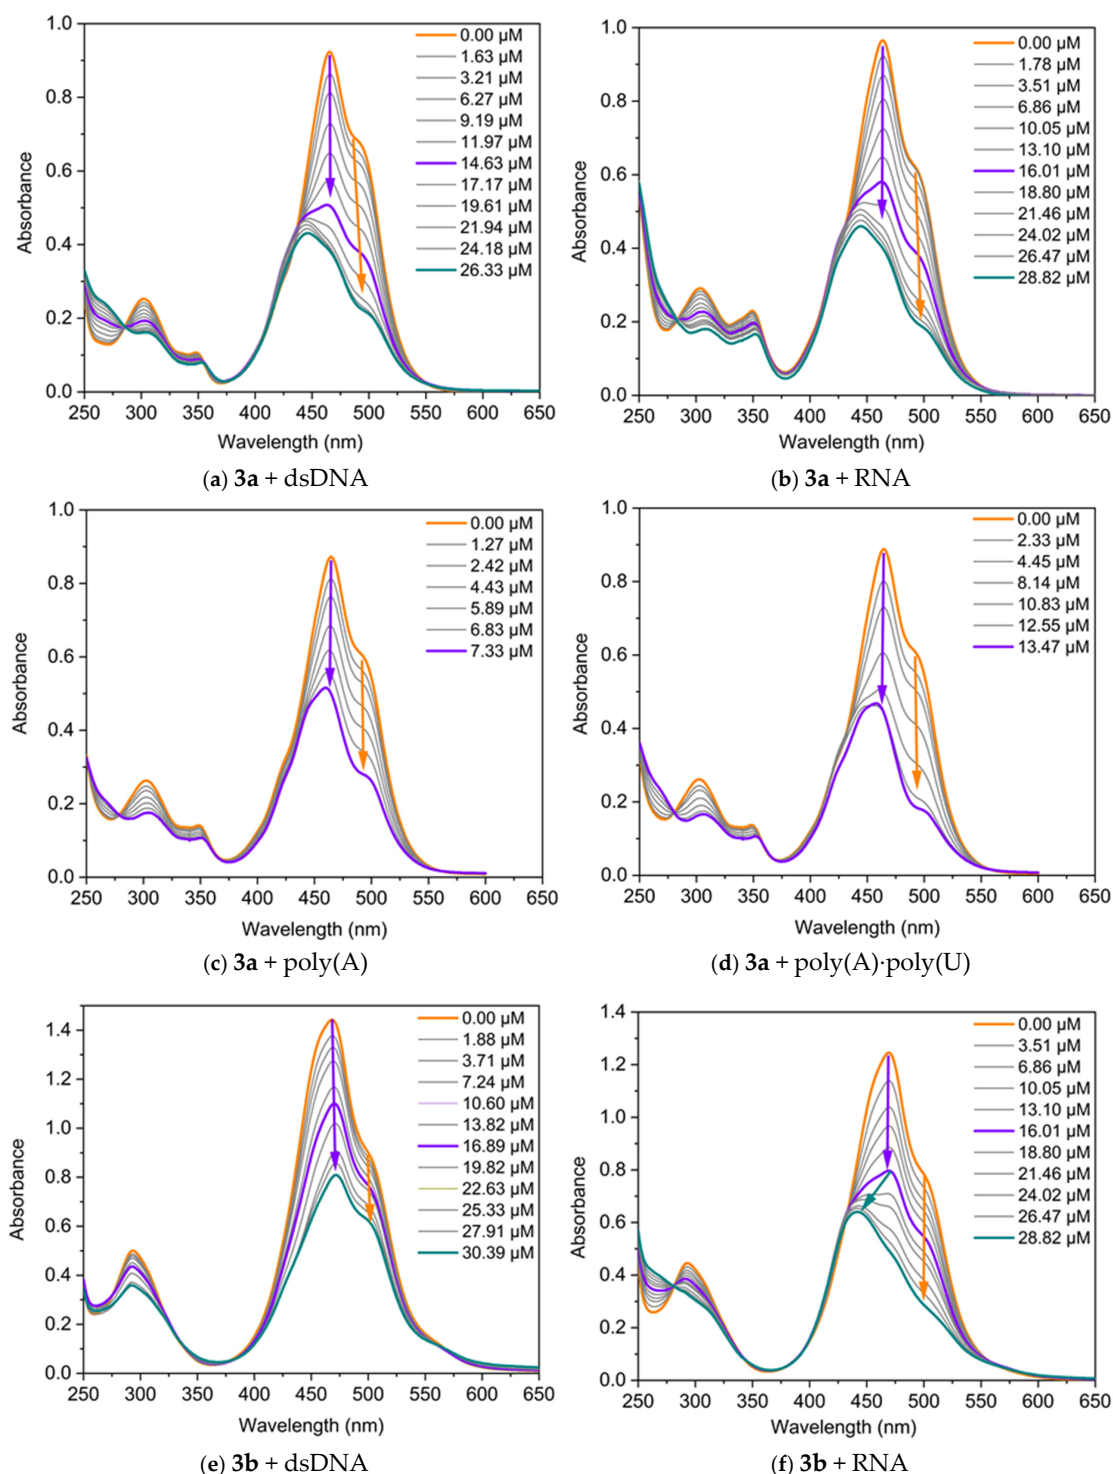 1.0
0.8
0.6
0.4
0.2
0.0
Absorbance
0.00 µM
1.63 µM
3.21 µM
6.27 µM
9.19 µM
11.97 µM
14.63 µM
17.17 µM
19.61 µM
21.94 µM
24.18 µM
26.33 µM
250 300 350 400 450 500 550 600 650
Wavelength (nm)
(a) 3a + dsDNA
1.0
0.8
0.6
0.4
0.2
0.0
Absorbance
0.00 µM
1.78 µM
3.51 µM
6.86 µM
10.05 µM
13.10 µM
16.01 µM
18.80 µM
21.46 µM
24.02 µM
26.47 µM
28.82 µM
250 300 350 400 450 500 550 600 650
Wavelength (nm)
(b) 3a + RNA
1.0
0.8
0.6
0.4
0.2
0.0
Absorbance
0.00 µM
1.27 µM
2.42 µM
4.43 µM
5.89 µM
6.83 µM
7.33 µM
250 300 350 400 450 500 550 600 650
Wavelength (nm)
(c) 3a + poly(A)
1.0
0.8
0.6
0.4
0.2
0.0
Absorbance
0.00 µM
2.33 µM
4.45 µM
8.14 µM
10.83 µM
12.55 µM
13.47 µM
250 300 350 400 450 500 550 600 650
Wavelength (nm)
(d) 3a + poly(A)·poly(U)
1.4
1.2
1.0
0.8
0.6
0.4
0.2
0.0
Absorbance
0.00 µM
1.88 µM
3.71 µM
7.24 µM
10.60 µM
13.82 µM
16.89 µM
19.82 µM
22.63 µM
25.33 µM
27.91 µM
30.39 µM
250 300 350 400 450 500 550 600 650
Wavelength (nm)
(e) 3b + dsDNA
1.4
1.2
1.0
0.8
0.6
0.4
0.2
0.0
Absorbance
0.00 µM
3.51 µM
6.86 µM
10.05 µM
13.10 µM
16.01 µM
18.80 µM
21.46 µM
24.02 µM
26.47 µM
28.82 µM
250 300 350 400 450 500 550 600 650
Wavelength (nm)
(f) 3b + RNA